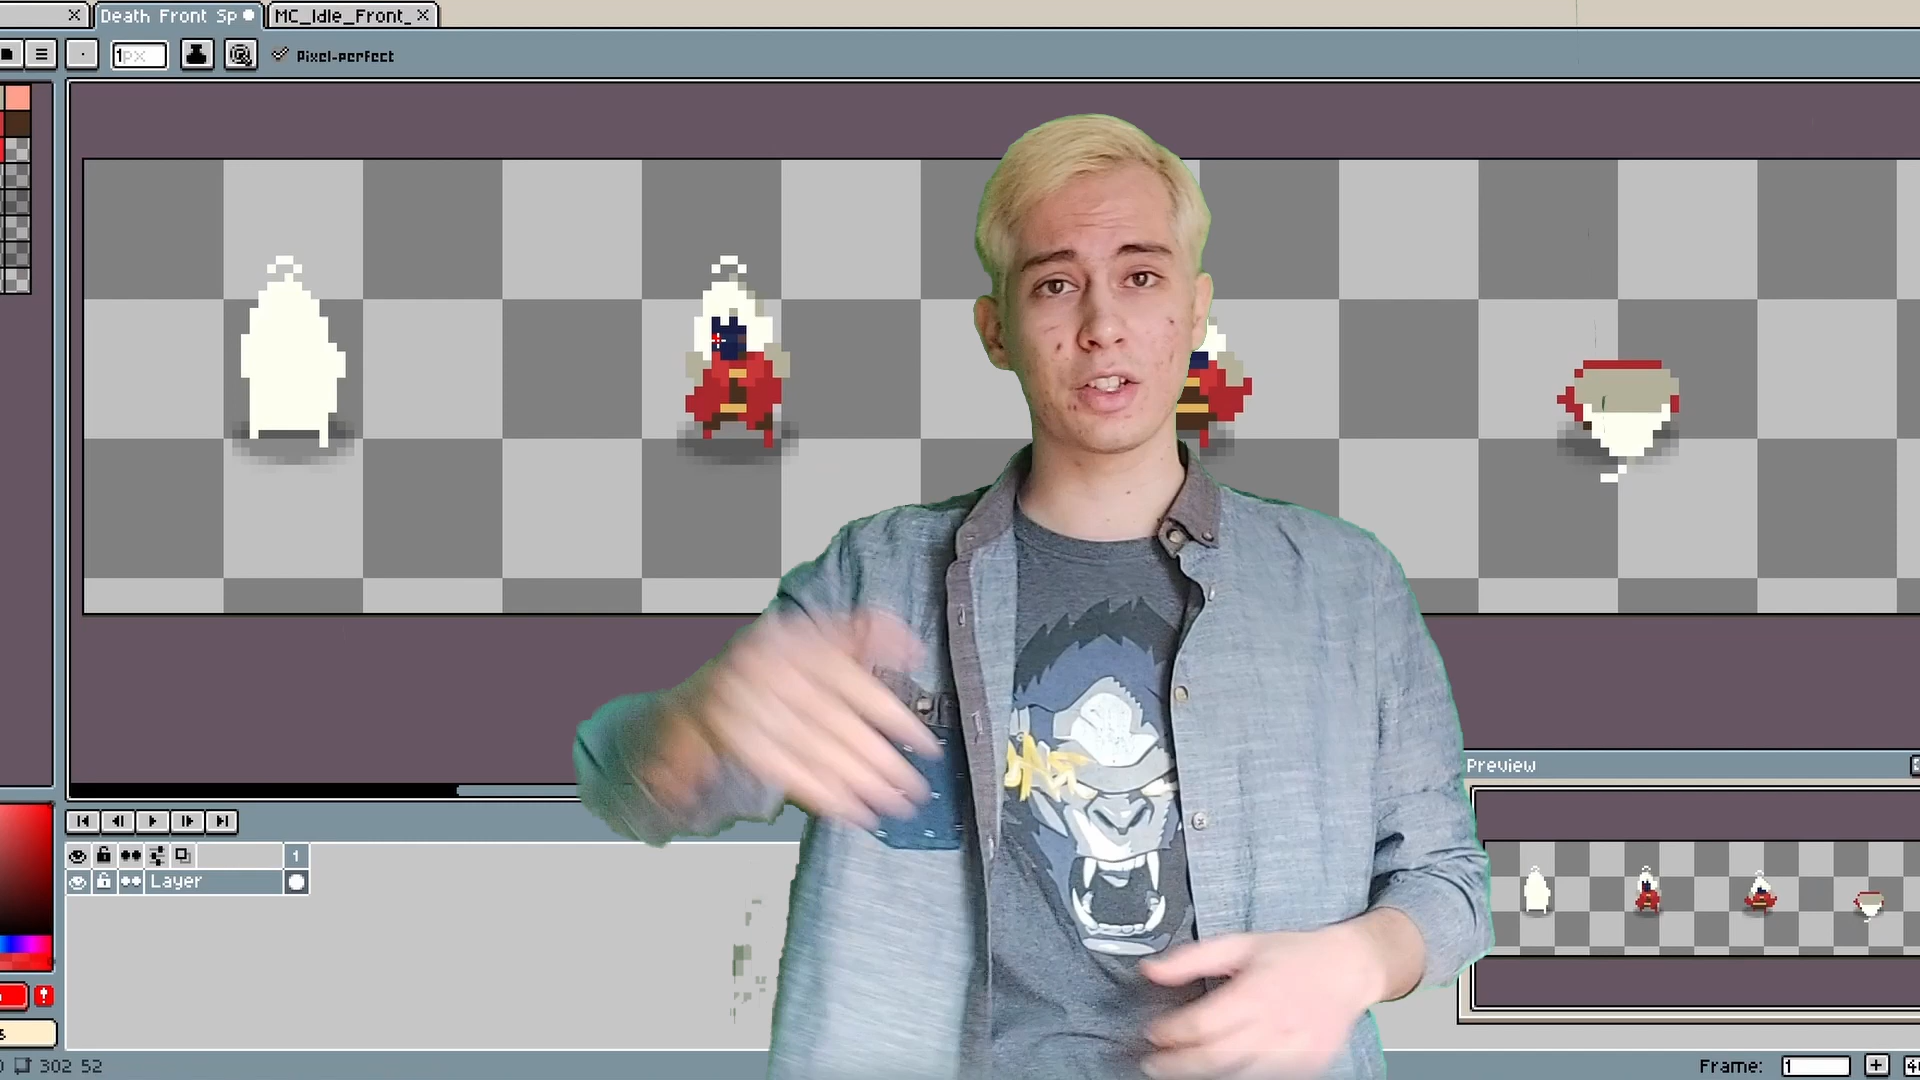 Death Front Sp
MC_Idle_Front_
1px
Pixel-perfect
Preview
1
Layer
302 52
Frame: 1